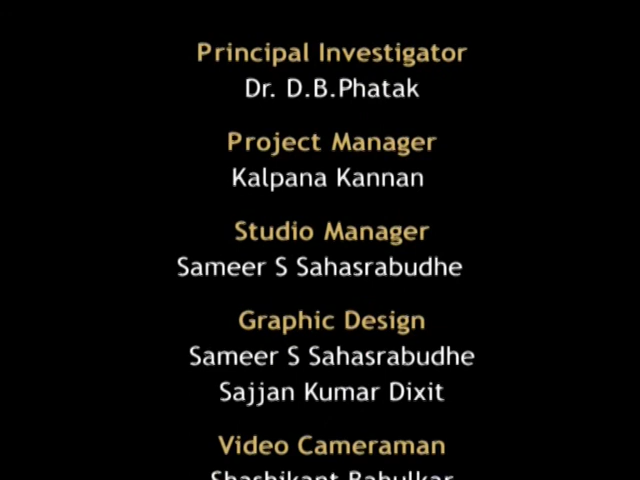 Principal Investigator
Dr. D.B.Phatak
Project Manager
Kalpana Kannan
Studio Manager
Sameer S Sahasrabudhe
Graphic Design
Sameer S Sahasrabudhe
Sajjan Kumar Dixit
Video Cameraman
Shashikant Babulkar